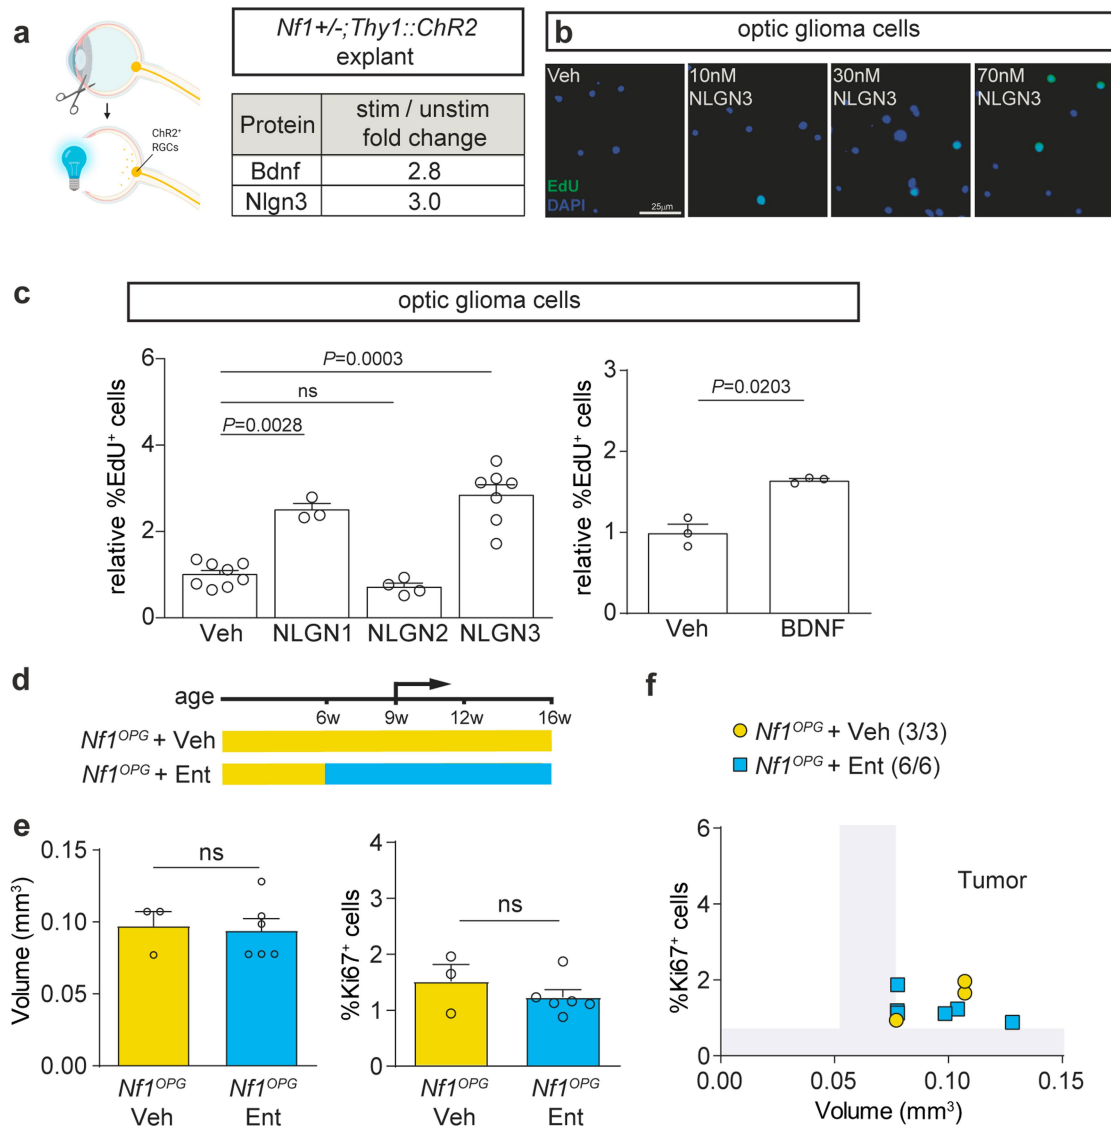 a
Nf1+/-;Thy1::ChR2
explant
ChR2⁺
RGCs
Protein
stim / unstim
fold change
Bdnf
2.8
Nlgn3
3.0
b
optic glioma cells
Veh
EdU
DAPI
25µm
10nM
NLGN3
30nM
NLGN3
70nM
NLGN3
c
optic glioma cells
relative %EdU⁺ cells
6
4
2
0
P=0.0003
ns
P=0.0028
Veh
NLGN1
NLGN2
NLGN3
relative %EdU⁺ cells
3
2
1
0
P=0.0203
Veh
BDNF
d
age
6w
9w
12w
16w
Nf1ᴼᴾᴳ + Veh
Nf1ᴼᴾᴳ + Ent
e
Volume (mm³)
0.15
0.10
0.05
0.00
ns
Nf1ᴼᴾᴳ
Veh
Nf1ᴼᴾᴳ
Ent
%Ki67⁺ cells
4
3
2
1
0
ns
Nf1ᴼᴾᴳ
Veh
Nf1ᴼᴾᴳ
Ent
f
Nf1ᴼᴾᴳ + Veh (3/3)
Nf1ᴼᴾᴳ + Ent (6/6)
%Ki67⁺ cells
6
4
2
0
Tumor
0.00
0.05
0.10
0.15
Volume (mm³)